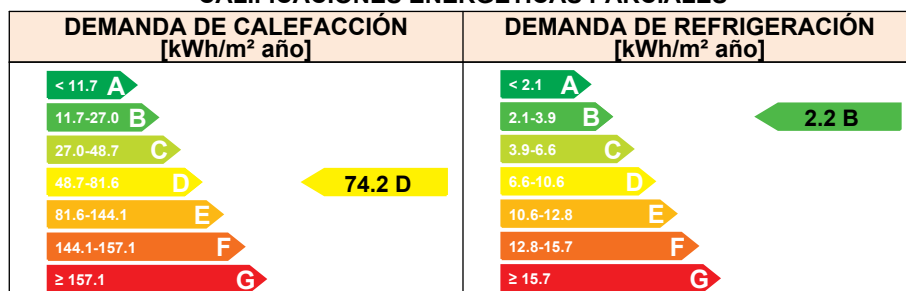 CALIFICACIONES ENERGÉTICAS PARCIALES
DEMANDA DE CALEFACCIÓN
[kWh/m² año]
< 11.7 A
11.7-27.0 B
27.0-48.7 C
48.7-81.6 D
74.2 D
81.6-144.1 E
144.1-157.1 F
≥ 157.1 G
DEMANDA DE REFRIGERACIÓN
[kWh/m² año]
< 2.1 A
2.1-3.9 B
2.2 B
3.9-6.6 C
6.6-10.6 D
10.6-12.8 E
12.8-15.7 F
≥ 15.7 G